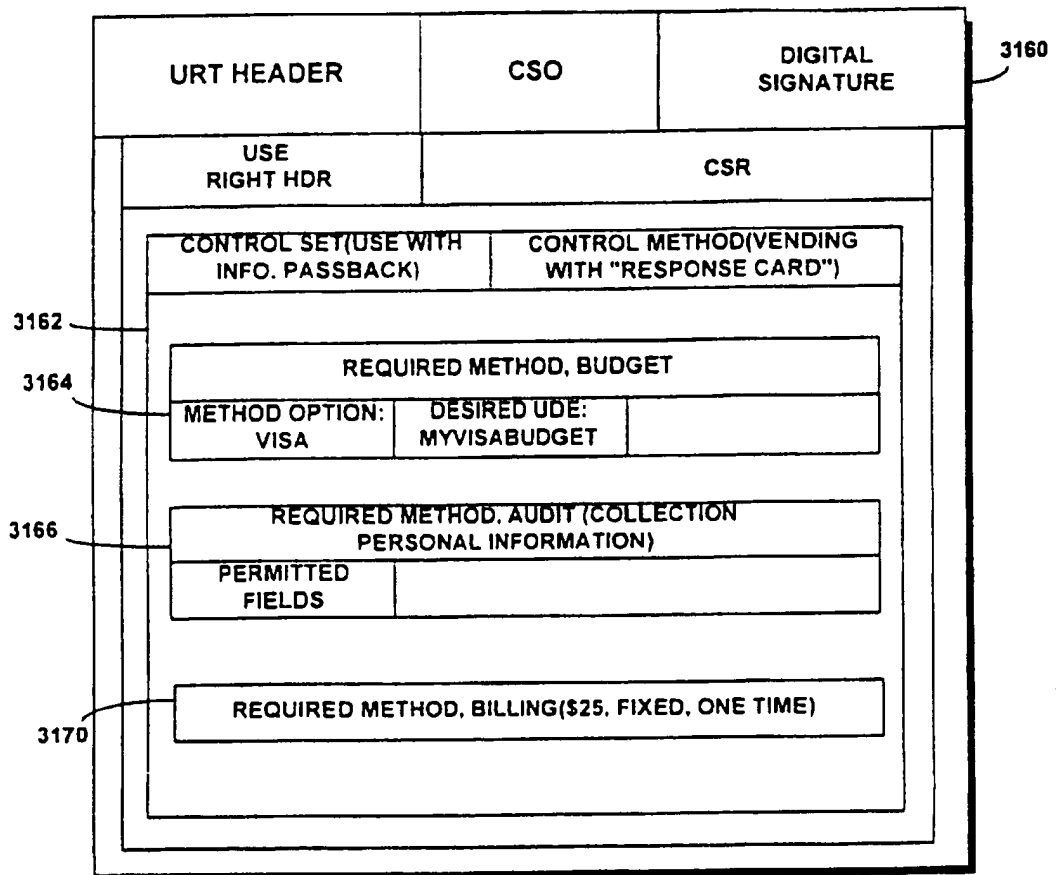 URT HEADER
CSO
DIGITAL
SIGNATURE
3160
USE
RIGHT HDR
CSR
CONTROL SET(USE WITH
INFO. PASSBACK)
CONTROL METHOD(VENDING
WITH "RESPONSE CARD")
3162
REQUIRED METHOD, BUDGET
3164
METHOD OPTION:
VISA
DESIRED UDE:
MYVISABUDGET
REQUIRED METHOD, AUDIT (COLLECTION
PERSONAL INFORMATION)
3166
PERMITTED
FIELDS
REQUIRED METHOD, BILLING($25, FIXED, ONE TIME)
3170